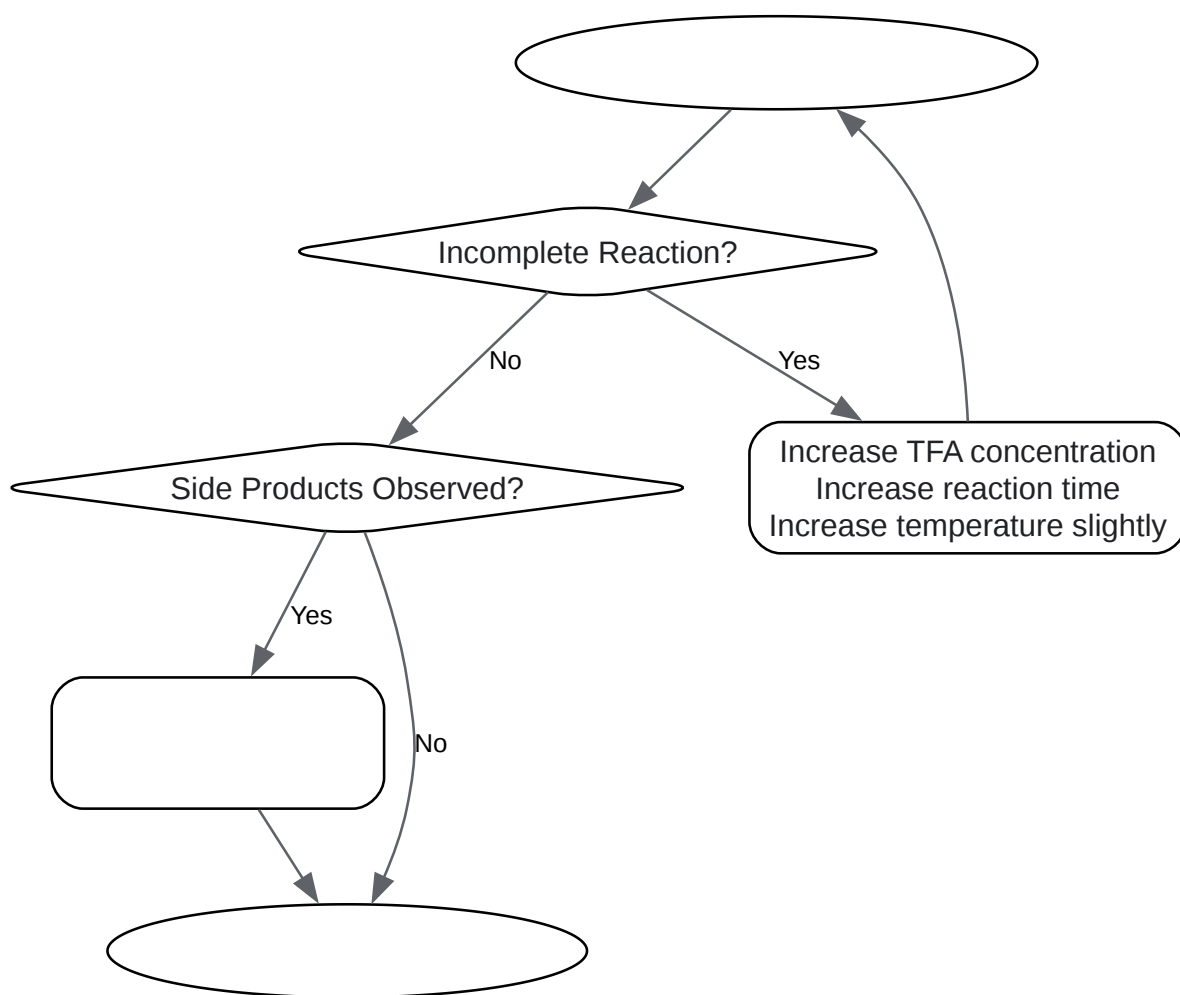 Incomplete Reaction?
No
Yes
Increase TFA concentration
Increase reaction time
Increase temperature slightly
Side Products Observed?
Yes
No